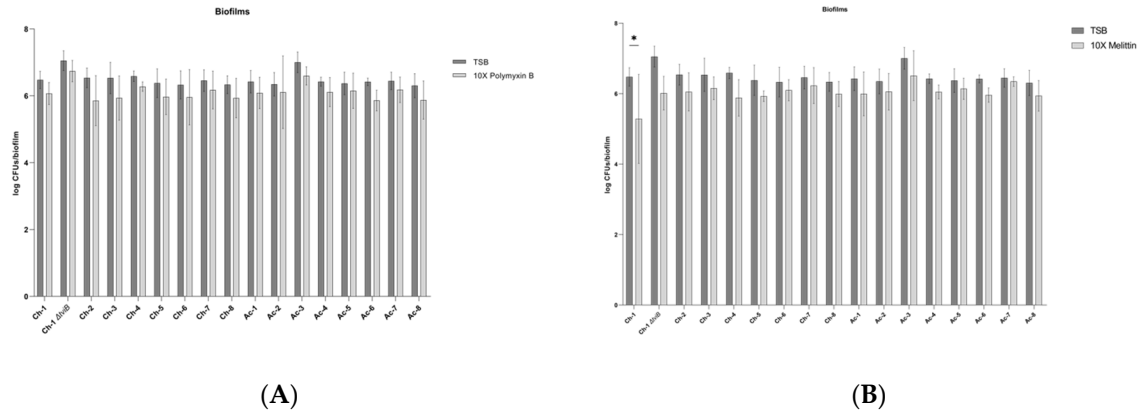 Biofilms
8
6
4
2
0
log CFUs/biofilm
TSB
10X Polymyxin B
Ch-1
Ch-1 ΔtviB
Ch-2
Ch-3
Ch-4
Ch-5
Ch-6
Ch-7
Ch-8
Ac-1
Ac-2
Ac-3
Ac-4
Ac-5
Ac-6
Ac-7
Ac-8
(A)
Biofilms
8
6
4
2
0
log CFUs/biofilm
*
TSB
10X Melittin
Ch-1
Ch-1 ΔtviB
Ch-2
Ch-3
Ch-4
Ch-5
Ch-6
Ch-7
Ch-8
Ac-1
Ac-2
Ac-3
Ac-4
Ac-5
Ac-6
Ac-7
Ac-8
(B)